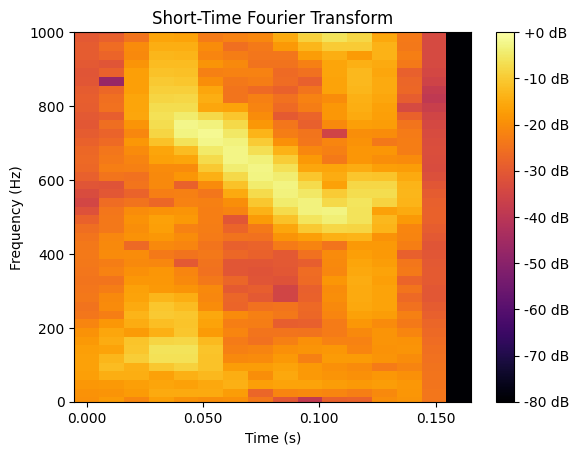 Short-Time Fourier Transform
1000
800
600
400
200
0
Frequency (Hz)
0.000
0.050
0.100
0.150
Time (s)
+0 dB
-10 dB
-20 dB
-30 dB
-40 dB
-50 dB
-60 dB
-70 dB
-80 dB